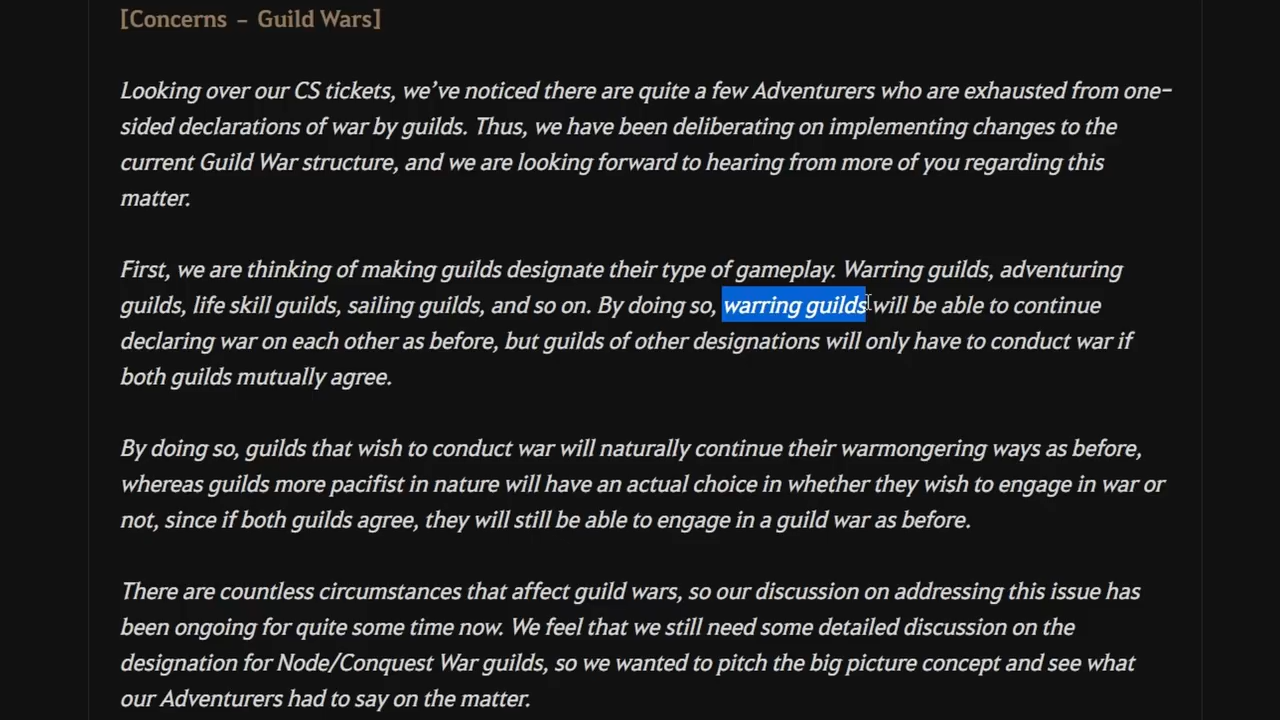 [Concerns – Guild Wars]
Looking over our CS tickets, we've noticed there are quite a few Adventurers who are exhausted from one-
sided declarations of war by guilds. Thus, we have been deliberating on implementing changes to the
current Guild War structure, and we are looking forward to hearing from more of you regarding this
matter.
First, we are thinking of making guilds designate their type of gameplay. Warring guilds, adventuring
guilds, life skill guilds, sailing guilds, and so on. By doing so, warring guilds will be able to continue
declaring war on each other as before, but guilds of other designations will only have to conduct war if
both guilds mutually agree.
By doing so, guilds that wish to conduct war will naturally continue their warmongering ways as before,
whereas guilds more pacifist in nature will have an actual choice in whether they wish to engage in war or
not, since if both guilds agree, they will still be able to engage in a guild war as before.
There are countless circumstances that affect guild wars, so our discussion on addressing this issue has
been ongoing for quite some time now. We feel that we still need some detailed discussion on the
designation for Node/Conquest War guilds, so we wanted to pitch the big picture concept and see what
our Adventurers had to say on the matter.